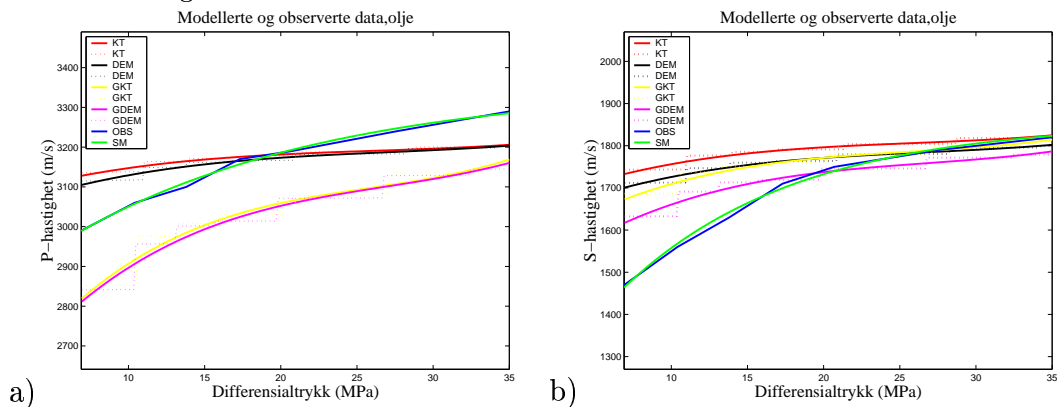 Modellerte og observerte data,olje
KT
KT
DEM
DEM
GKT
GKT
GDEM
GDEM
OBS
SM
3400
3300
3200
3100
3000
2900
2800
2700
P−hastighet (m/s)
10
15
20
25
30
35
Differensialtrykk (MPa)
a)
Modellerte og observerte data,olje
KT
KT
DEM
DEM
GKT
GKT
GDEM
GDEM
OBS
SM
2000
1900
1800
1700
1600
1500
1400
1300
S−hastighet (m/s)
10
15
20
25
30
35
Differensialtrykk (MPa)
b)